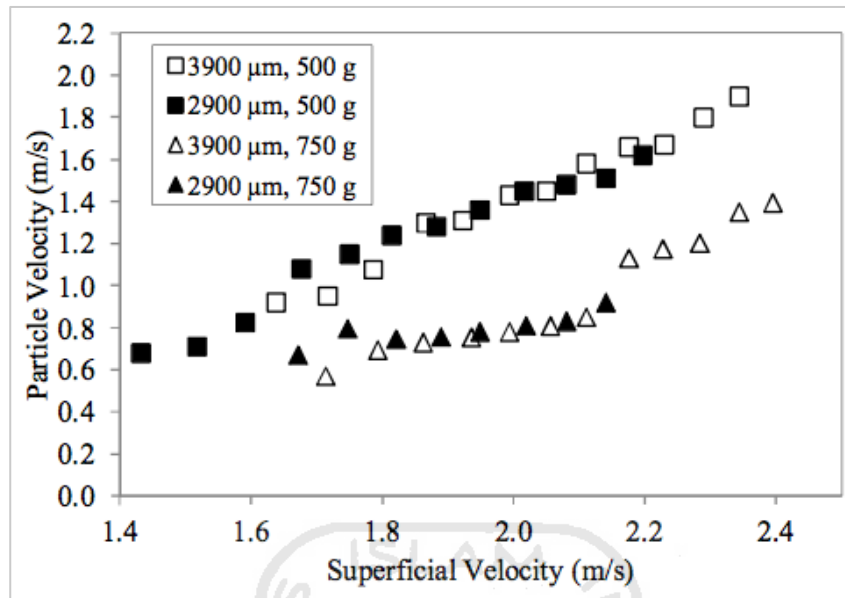 2.2
2.0
1.8
1.6
1.4
1.2
1.0
0.8
0.6
0.4
0.2
0.0
Particle Velocity (m/s)
3900 μm, 500 g
2900 μm, 500 g
3900 μm, 750 g
2900 μm, 750 g
1.4 1.6 1.8 2.0 2.2 2.4
ISLAM
Superficial Velocity (m/s)